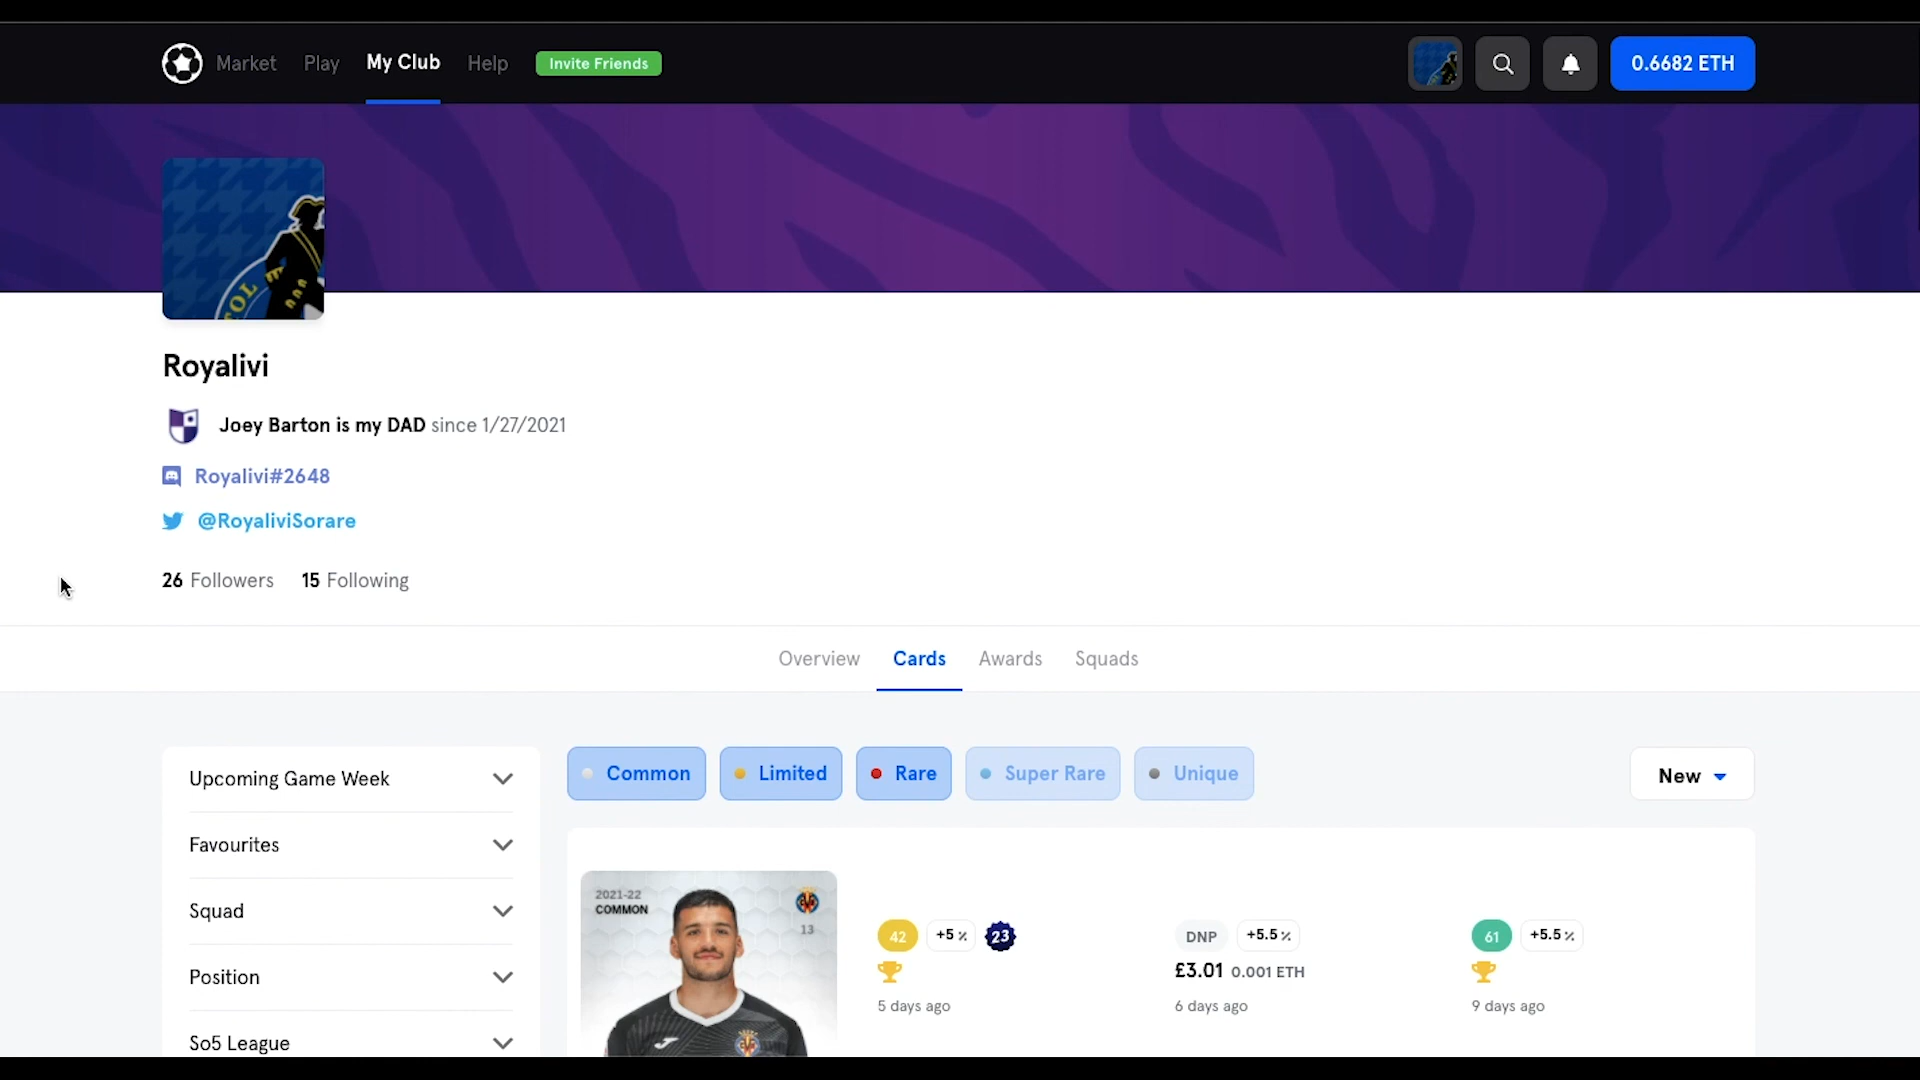 Market Play My Club Help Invite Friends 0.6682 ETH
TOL
Royalivi
Joey Barton is my DAD since 1/27/2021
Royalivi#2648
@RoyaliviSorare
26 Followers 15 Following
Overview Cards Awards Squads
Upcoming Game Week
Favourites
Squad
Position
So5 League
Common Limited Rare Super Rare Unique New
2021-22
COMMON
13
42 +5% 23
5 days ago
DNP +5.5%
£3.01 0.001 ETH
6 days ago
61 +5.5%
9 days ago